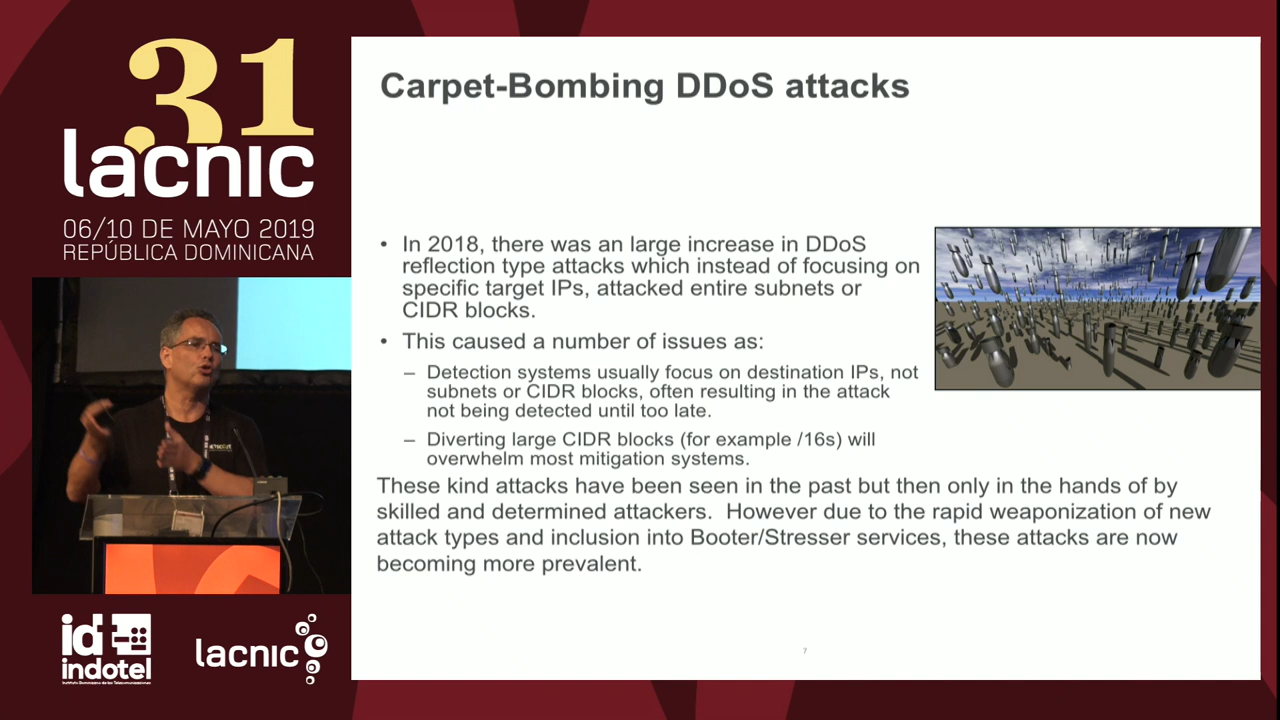 31
lacnic
06/10 DE MAYO 2019
REPÚBLICA DOMINICANA
Carpet-Bombing DDoS attacks
• In 2018, there was an large increase in DDoS
reflection type attacks which instead of focusing on
specific target IPs, attacked entire subnets or
CIDR blocks.
• This caused a number of issues as:
– Detection systems usually focus on destination IPs, not
subnets or CIDR blocks, often resulting in the attack
not being detected until too late.
– Diverting large CIDR blocks (for example /16s) will
overwhelm most mitigation systems.
These kind attacks have been seen in the past but then only in the hands of by
skilled and determined attackers. However due to the rapid weaponization of new
attack types and inclusion into Booter/Stresser services, these attacks are now
becoming more prevalent.
7
id
indotel
Instituto Dominicano de las Telecomunicaciones
lacnic